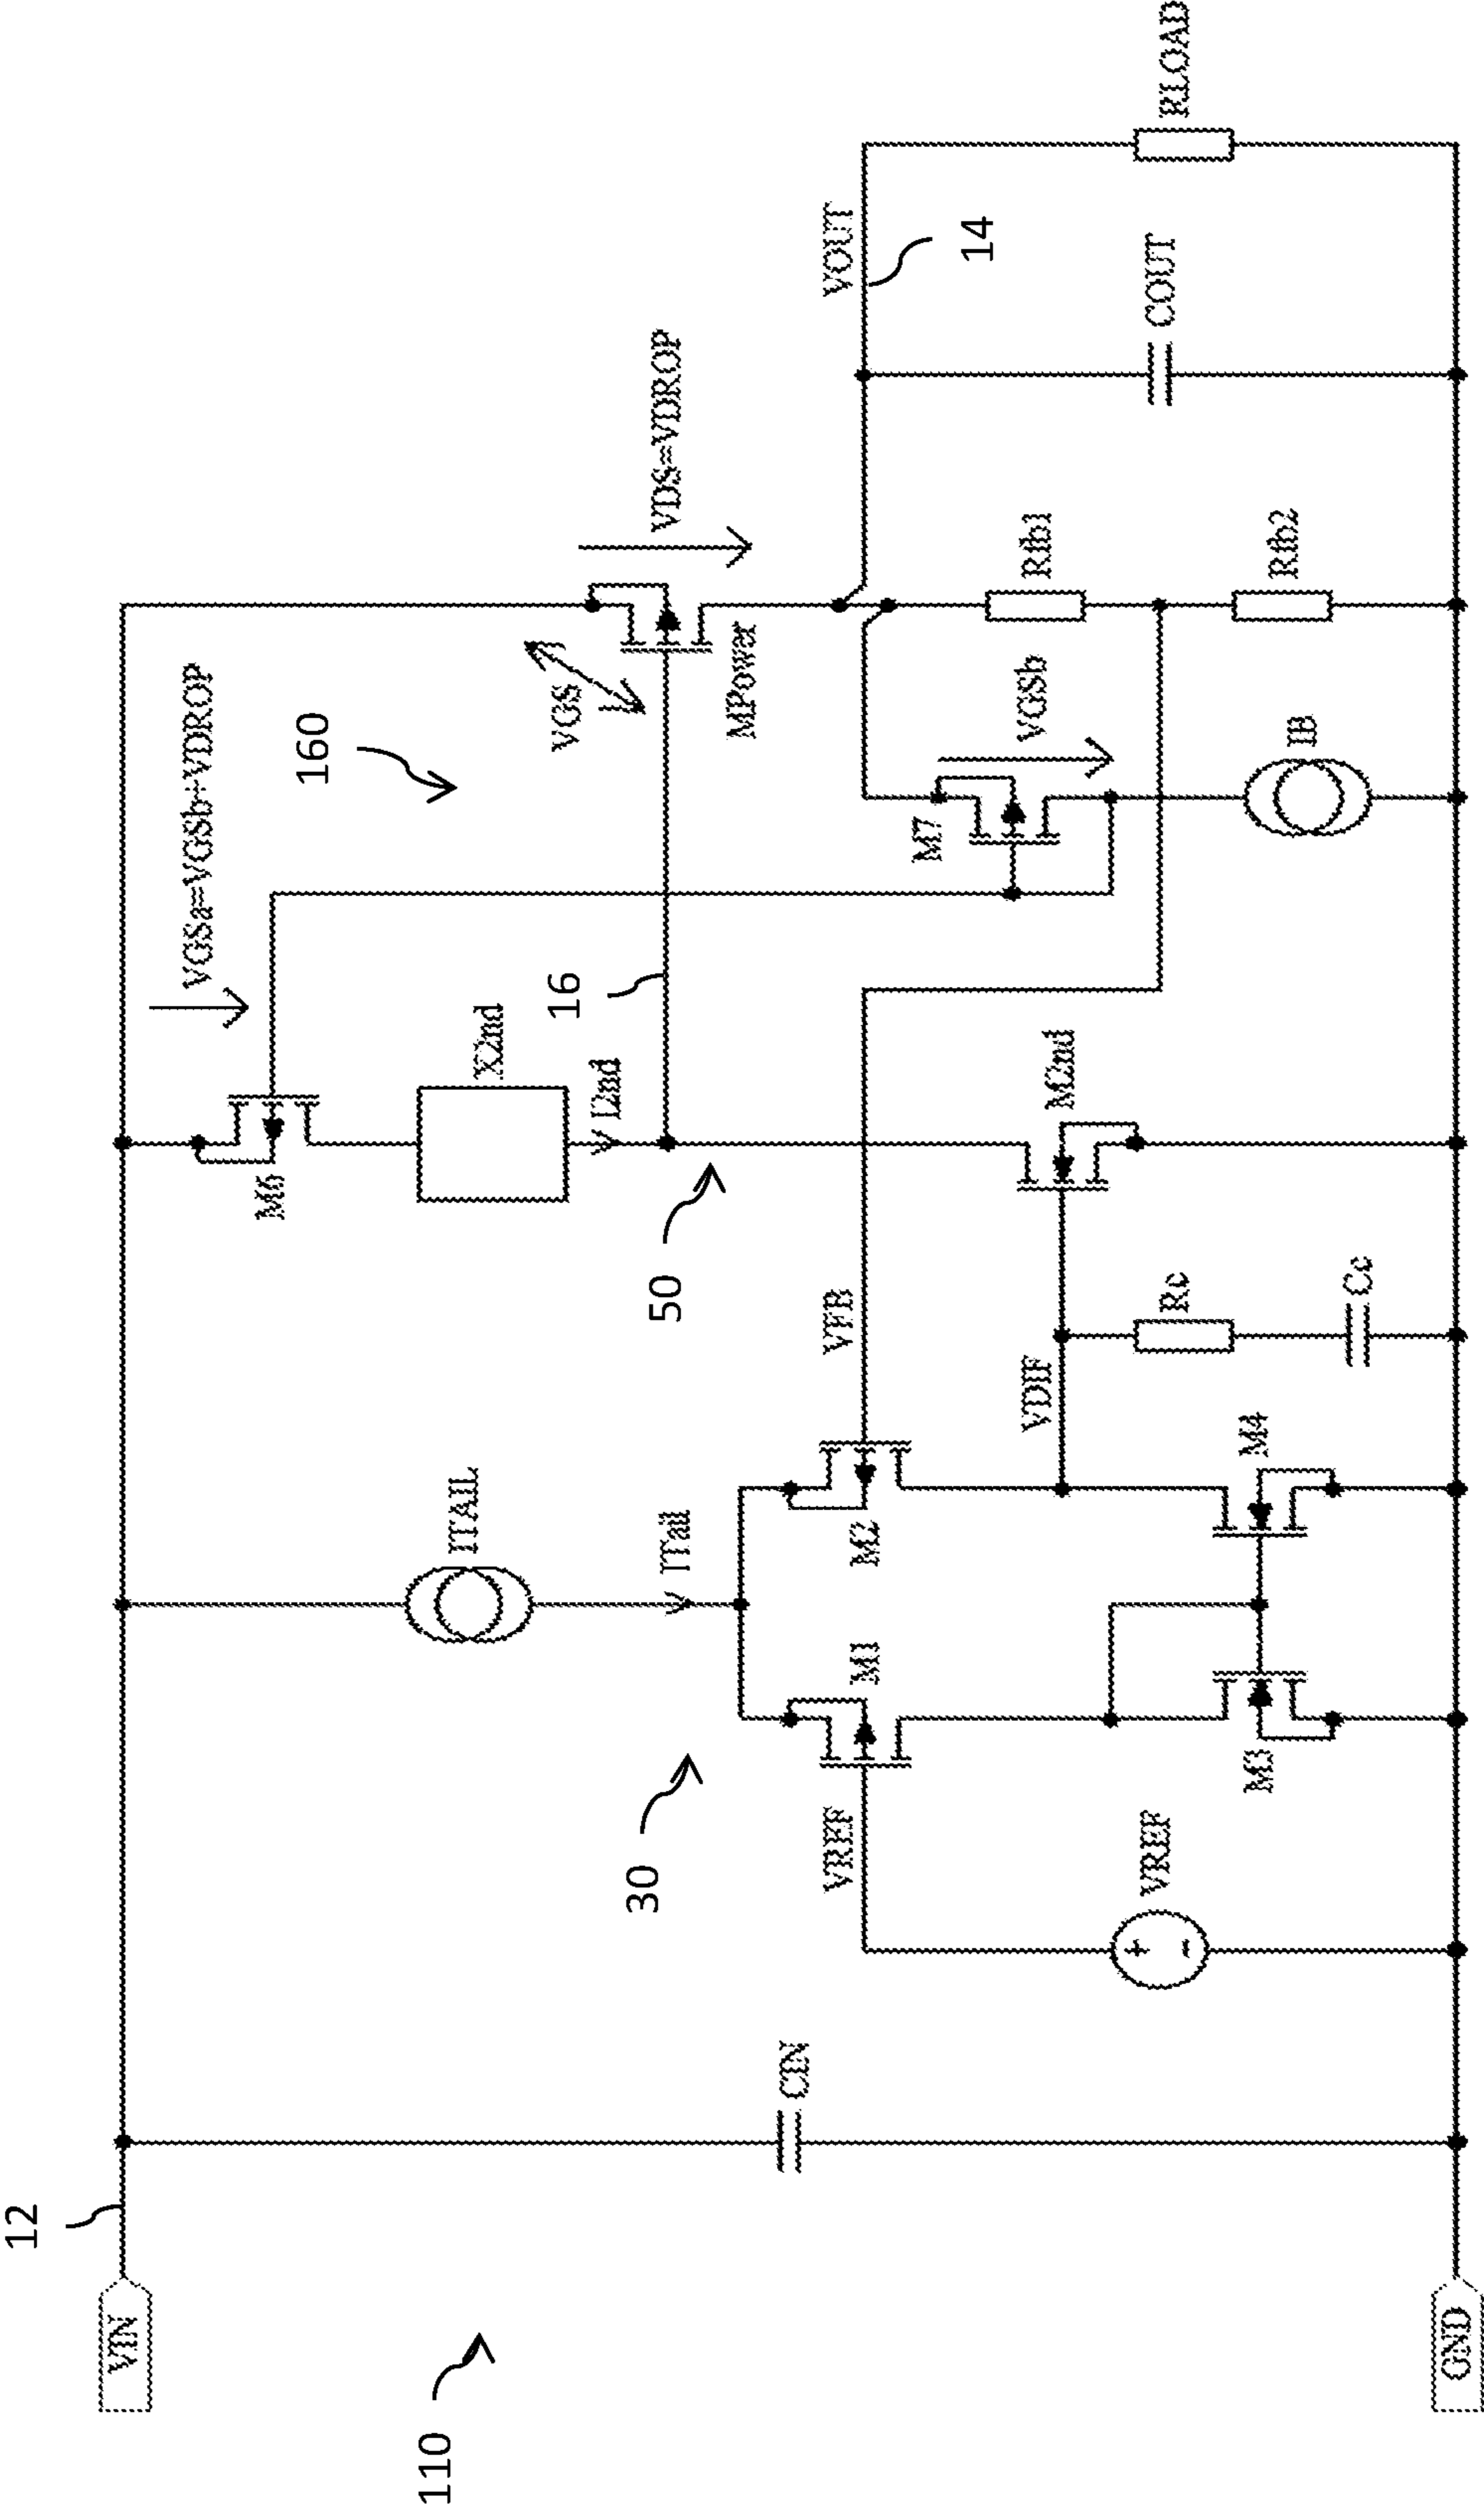 110
VIN
12
GND
CIN
VREF
VREF
30
M1
M3
ITAIL
ITail
M2
M4
VDIF
VFB
Rc
Cc
50
M6
X2nd
I2nd
M2nd
16
VGSa=VGSb+VDROP
160
VGS
MPower
M7
VGSb
IB
VDS=VDROP
Rfb1
Rfb2
VOUT
14
COUT
RLOAD